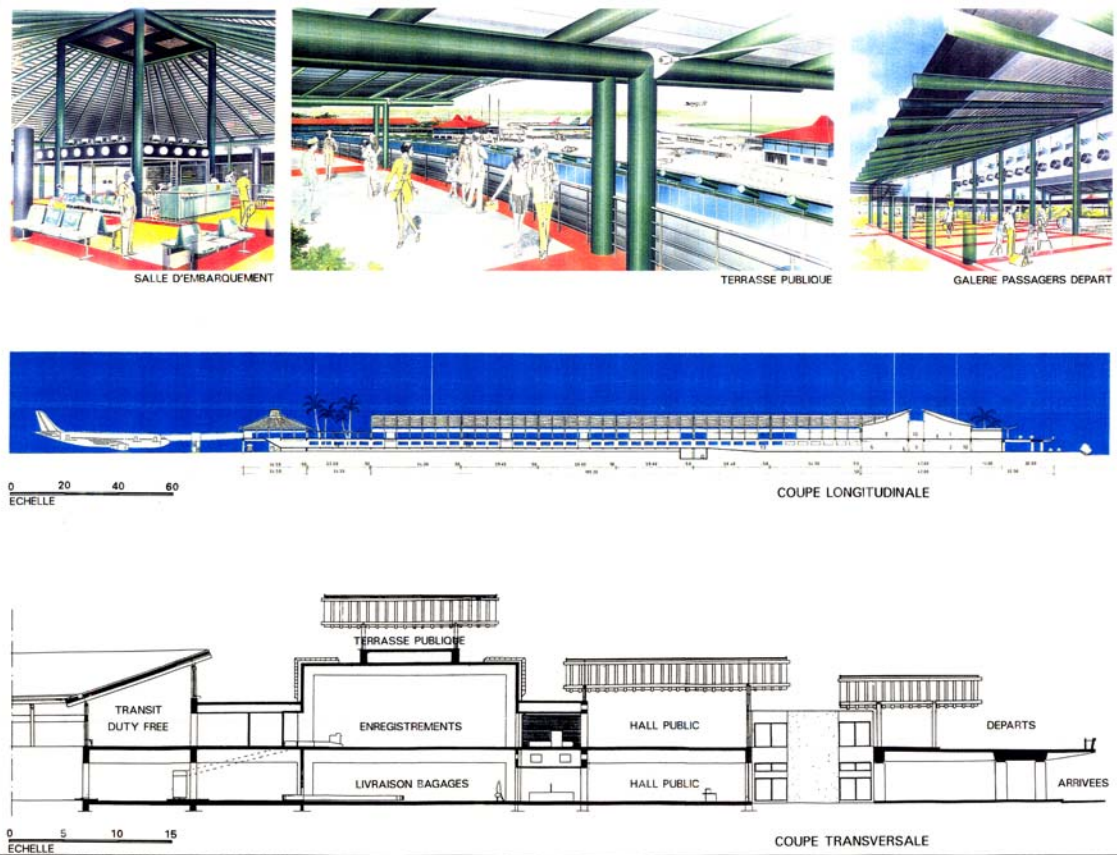 SALLE D'EMBARQUEMENT
TERRASSE PUBLIQUE
GALERIE PASSAGERS DEPART
0 20 40 60
ECHELLE
COUPE LONGITUDINALE
TERRASSE PUBLIQUE
TRANSIT
DUTY FREE
ENREGISTREMENTS
HALL PUBLIC
DEPARTS
LIVRAISON BAGAGES
HALL PUBLIC
ARRIVEES
0 5 10 15
ECHELLE
COUPE TRANSVERSALE